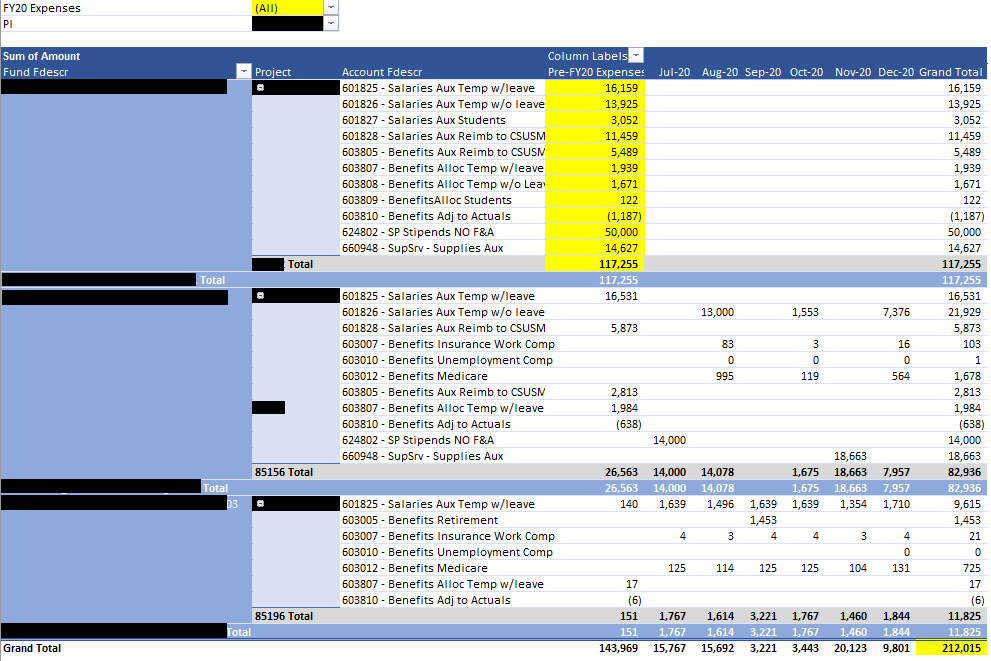 FY20 Expenses (All)
PI
Sum of Amount Column Labels
Fund Fdescr Project Account Fdescr Pre-FY20 Expenses Jul-20 Aug-20 Sep-20 Oct-20 Nov-20 Dec-20 Grand Total
601825 - Salaries Aux Temp w/leave 16,159 16,159
601826 - Salaries Aux Temp w/o leave 13,925 13,925
601827 - Salaries Aux Students 3,052 3,052
601828 - Salaries Aux Reimb to CSUSM 11,459 11,459
603805 - Benefits Aux Reimb to CSUSM 5,489 5,489
603807 - Benefits Alloc Temp w/leave 1,939 1,939
603808 - Benefits Alloc Temp w/o Leav 1,671 1,671
603809 - BenefitsAlloc Students 122 122
603810 - Benefits Adj to Actuals (1,187) (1,187)
624802 - SP Stipends NO F&A 50,000 50,000
660948 - SupSrv - Supplies Aux 14,627 14,627
Total 117,255 117,255
Total 117,255 117,255
601825 - Salaries Aux Temp w/leave 16,531 16,531
601826 - Salaries Aux Temp w/o leave 13,000 1,553 7,376 21,929
601828 - Salaries Aux Reimb to CSUSM 5,873 5,873
603007 - Benefits Insurance Work Comp 83 3 16 103
603010 - Benefits Unemployment Comp 0 0 0 1
603012 - Benefits Medicare 995 119 564 1,678
603805 - Benefits Aux Reimb to CSUSM 2,813 2,813
603807 - Benefits Alloc Temp w/leave 1,984 1,984
603810 - Benefits Adj to Actuals (638) (638)
624802 - SP Stipends NO F&A 14,000 14,000
660948 - SupSrv - Supplies Aux 18,663 18,663
85156 Total 26,563 14,000 14,078 1,675 18,663 7,957 82,936
Total 26,563 14,000 14,078 1,675 18,663 7,957 82,936
03 601825 - Salaries Aux Temp w/leave 140 1,639 1,496 1,639 1,639 1,354 1,710 9,615
603005 - Benefits Retirement 1,453 1,453
603007 - Benefits Insurance Work Comp 4 3 4 4 3 4 21
603010 - Benefits Unemployment Comp 0 0
603012 - Benefits Medicare 125 114 125 125 104 131 725
603807 - Benefits Alloc Temp w/leave 17 17
603810 - Benefits Adj to Actuals (6) (6)
85196 Total 151 1,767 1,614 3,221 1,767 1,460 1,844 11,825
Total 151 1,767 1,614 3,221 1,767 1,460 1,844 11,825
Grand Total 143,969 15,767 15,692 3,221 3,443 20,123 9,801 212,015